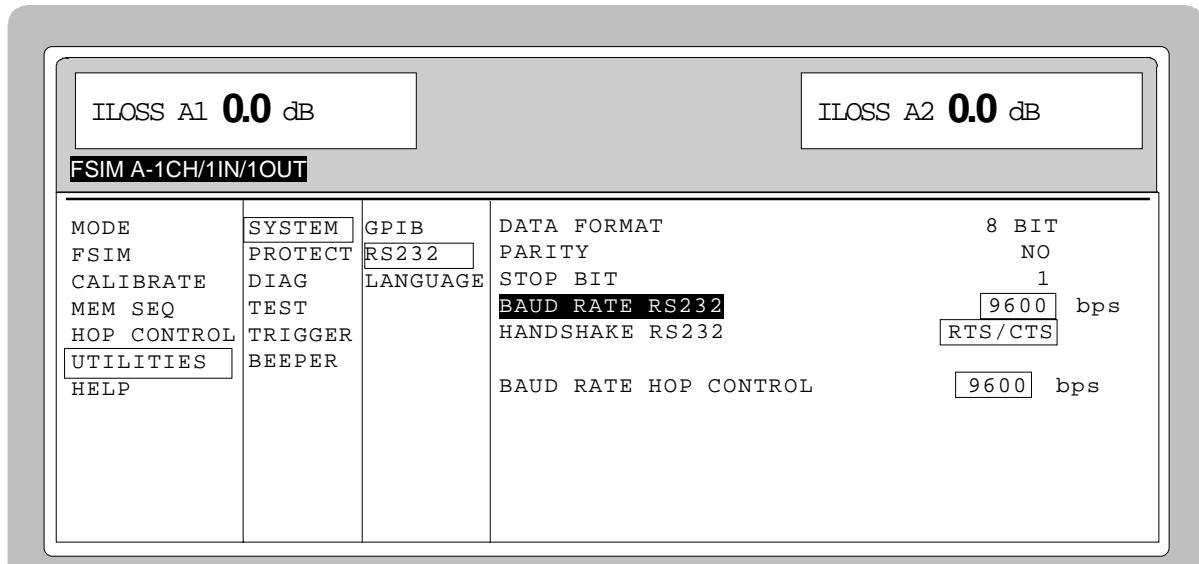 ILOSS A1 0.0 dB
ILOSS A2 0.0 dB
FSIM A-1CH/1IN/1OUT
MODE
FSIM
CALIBRATE
MEM SEQ
HOP CONTROL
UTILITIES
HELP
SYSTEM
PROTECT
DIAG
TEST
TRIGGER
BEEPER
GPIB
RS232
LANGUAGE
DATA FORMAT 8 BIT
PARITY NO
STOP BIT 1
BAUD RATE RS232 9600 bps
HANDSHAKE RS232 RTS/CTS
BAUD RATE HOP CONTROL 9600 bps